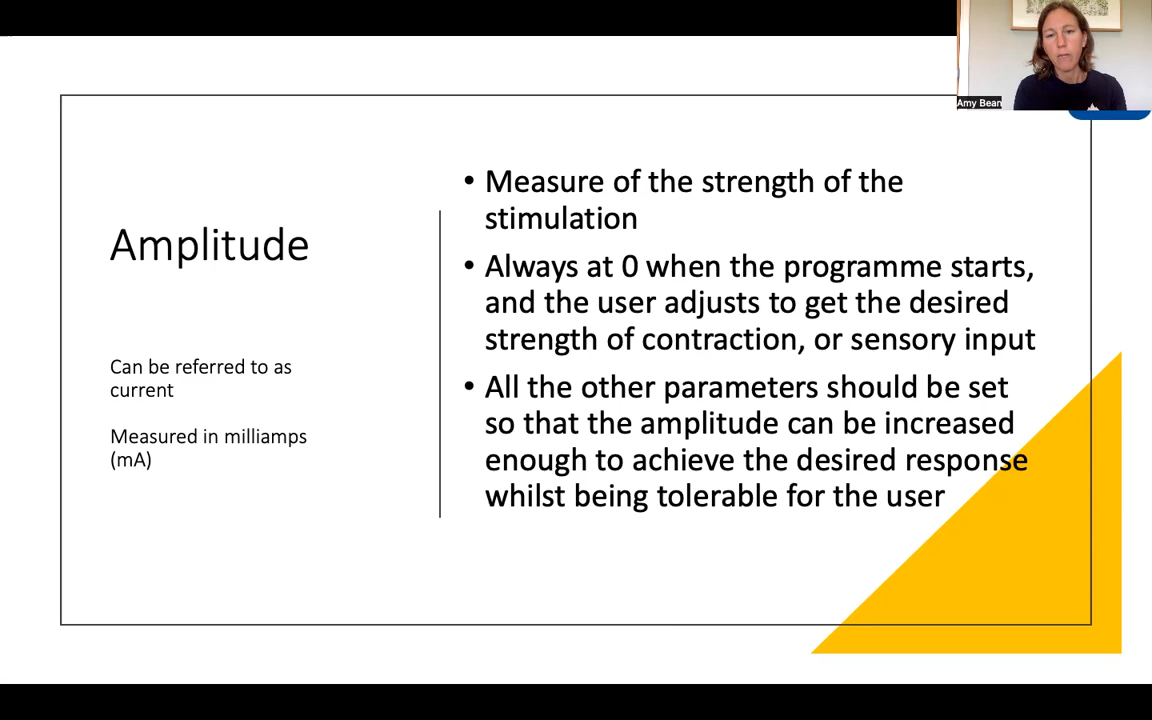 Amy Bean
Amplitude
Can be referred to as
current
Measured in milliamps
(mA)
• Measure of the strength of the
stimulation
• Always at 0 when the programme starts,
and the user adjusts to get the desired
strength of contraction, or sensory input
• All the other parameters should be set
so that the amplitude can be increased
enough to achieve the desired response
whilst being tolerable for the user